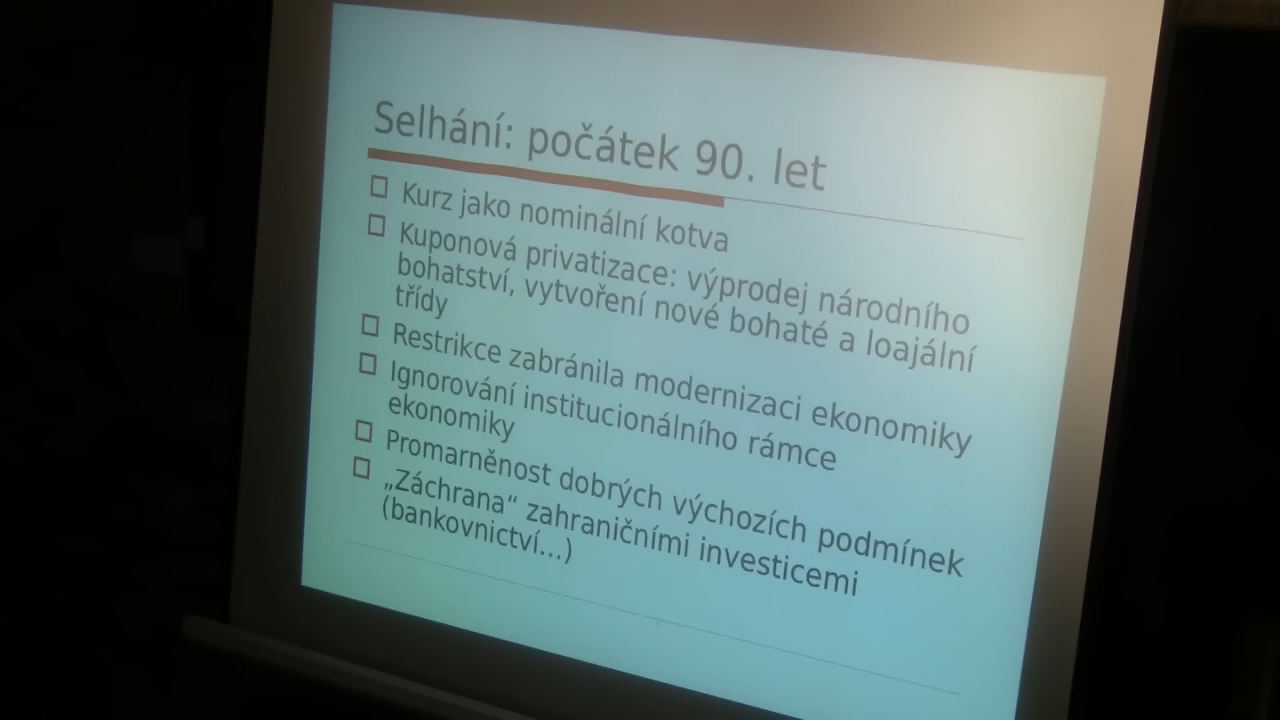 Selhání: počátek 90. let
Kurz jako nominální kotva
Kuponová privatizace: výprodej národního
bohatství, vytvoření nové bohaté a loajální
třídy
Restrikce zabránila modernizaci ekonomiky
Ignorování institucionálního rámce
ekonomiky
Promarněnost dobrých výchozích podmínek
„Záchrana“ zahraničními investicemi
(bankovnictví...)